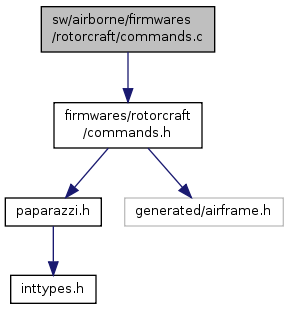 sw/airborne/firmwares
/rotorcraft/commands.c
firmwares/rotorcraft
/commands.h
paparazzi.h
generated/airframe.h
inttypes.h